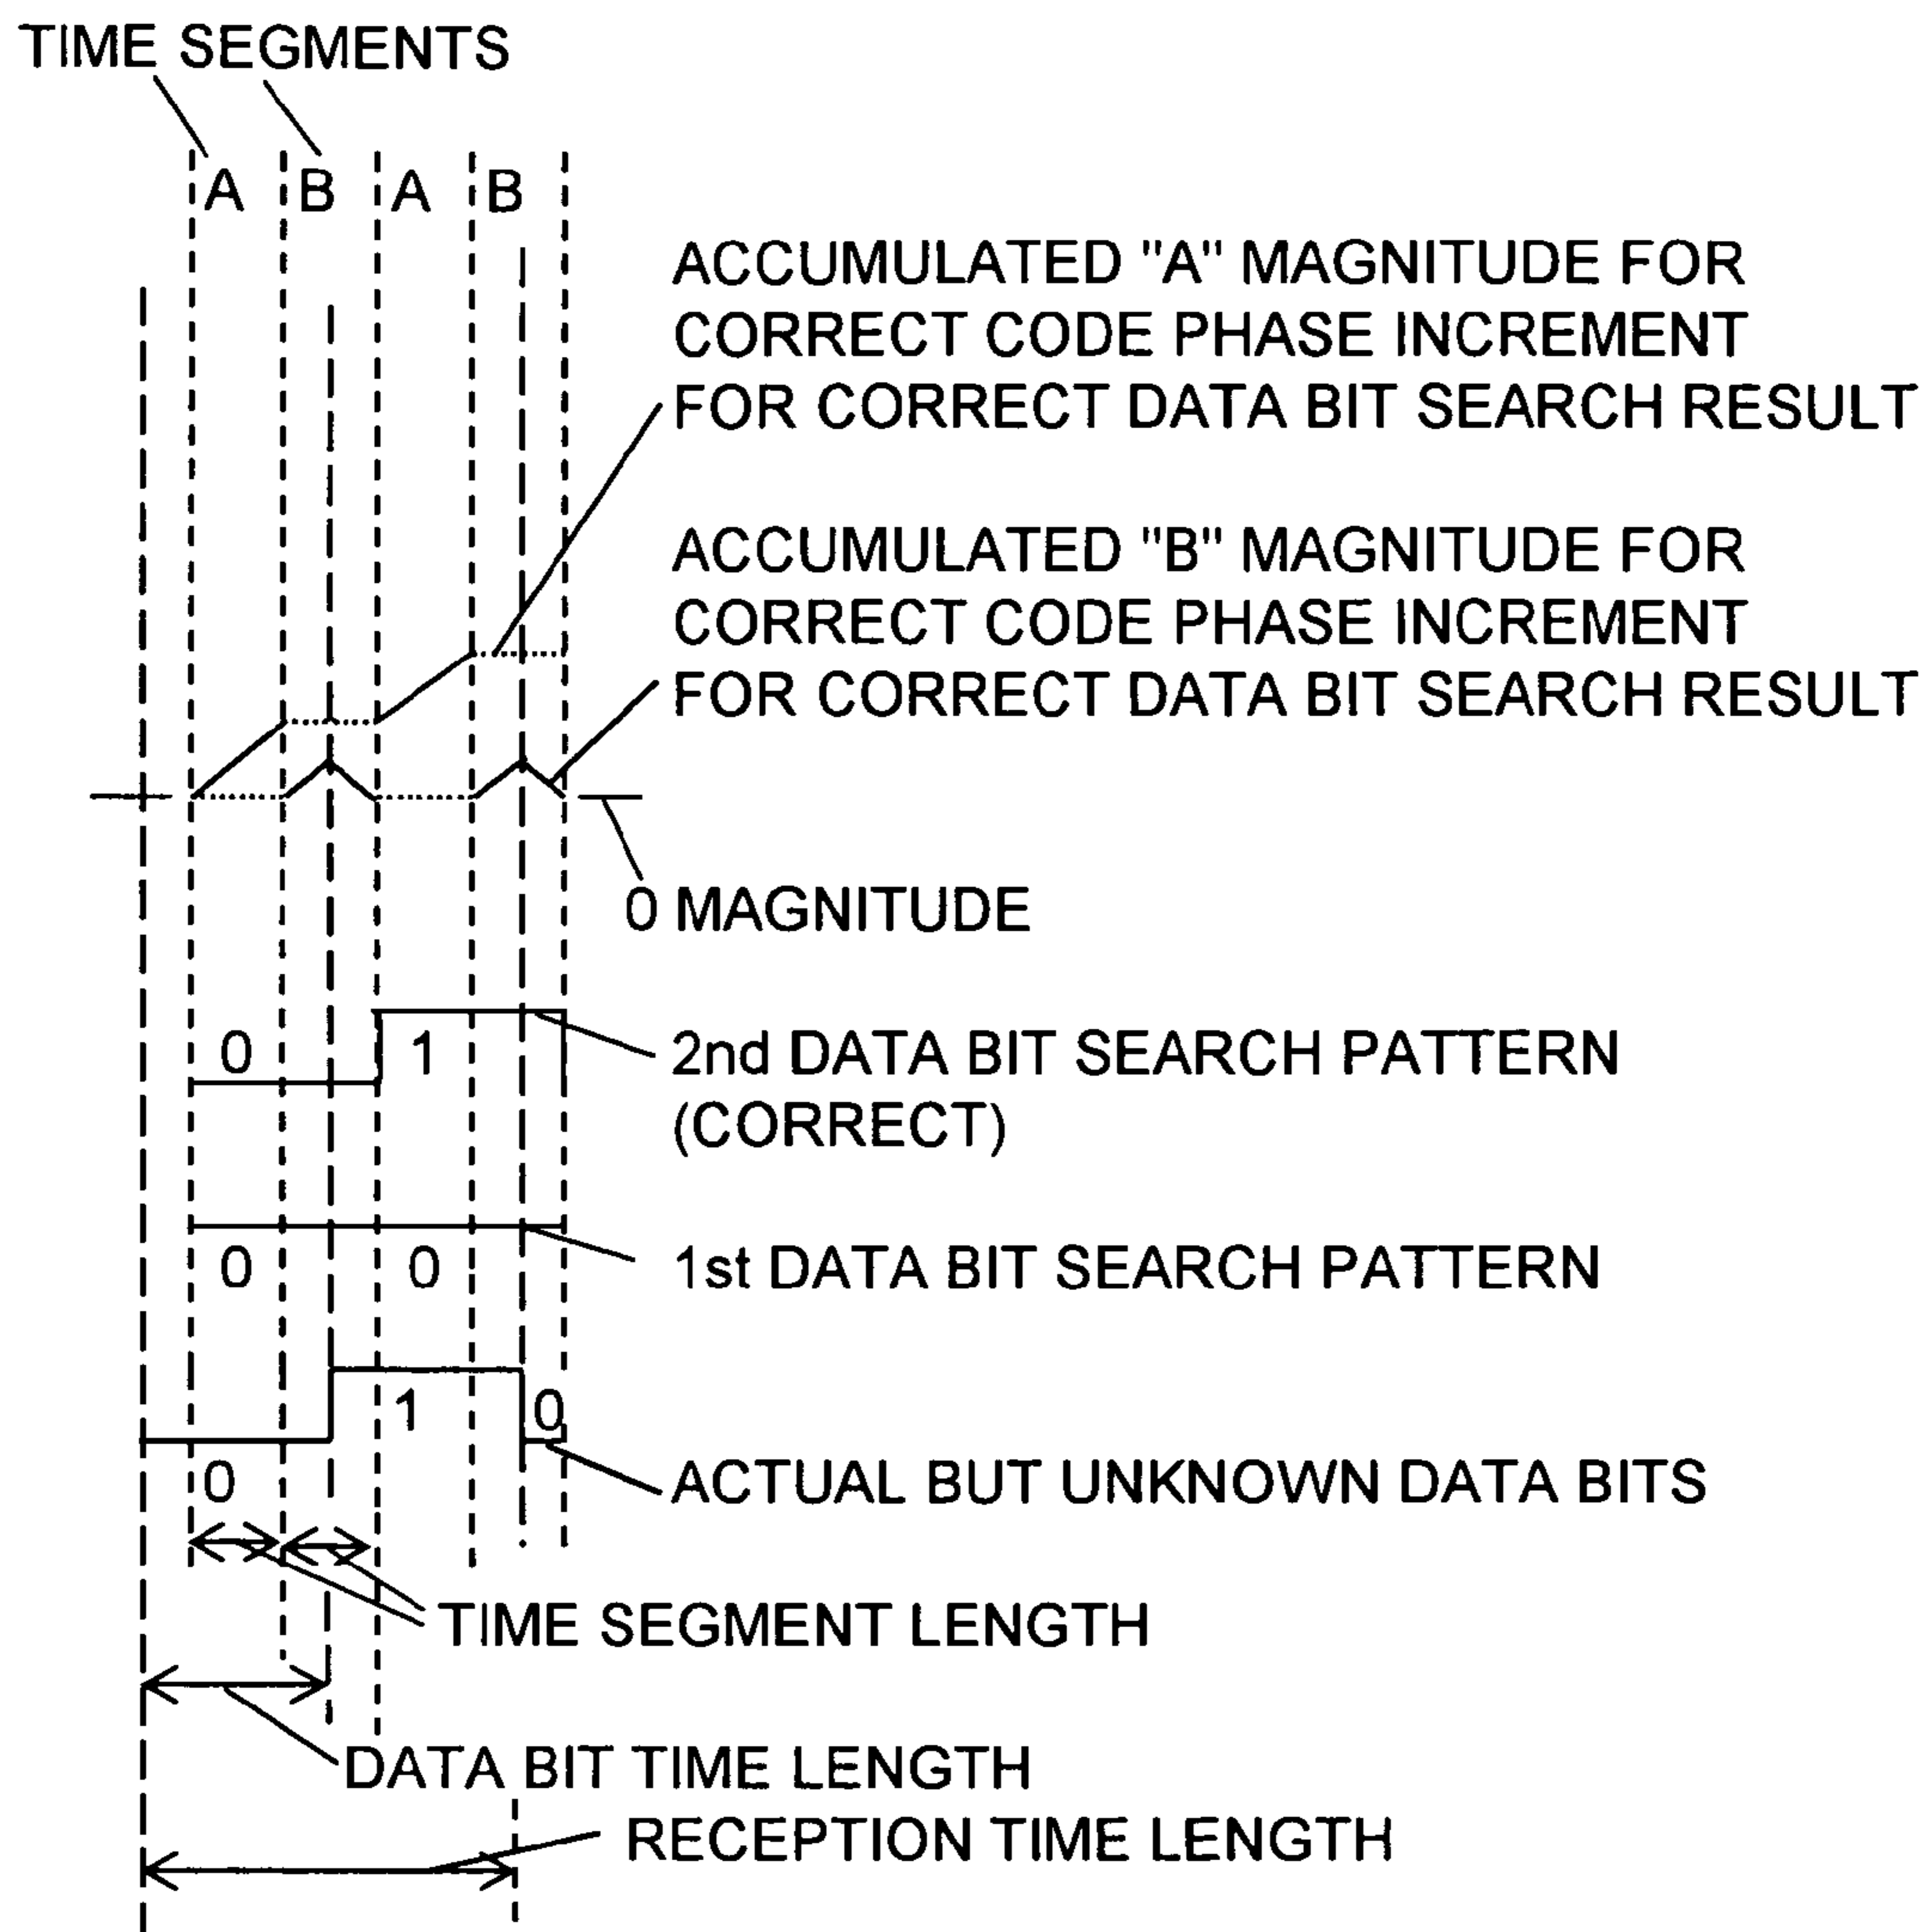 TIME SEGMENTS
A B A B
ACCUMULATED "A" MAGNITUDE FOR
CORRECT CODE PHASE INCREMENT
FOR CORRECT DATA BIT SEARCH RESULT
ACCUMULATED "B" MAGNITUDE FOR
CORRECT CODE PHASE INCREMENT
FOR CORRECT DATA BIT SEARCH RESULT
0 MAGNITUDE
0 1
2nd DATA BIT SEARCH PATTERN
(CORRECT)
0 0
1st DATA BIT SEARCH PATTERN
1 0
0
ACTUAL BUT UNKNOWN DATA BITS
TIME SEGMENT LENGTH
DATA BIT TIME LENGTH
RECEPTION TIME LENGTH